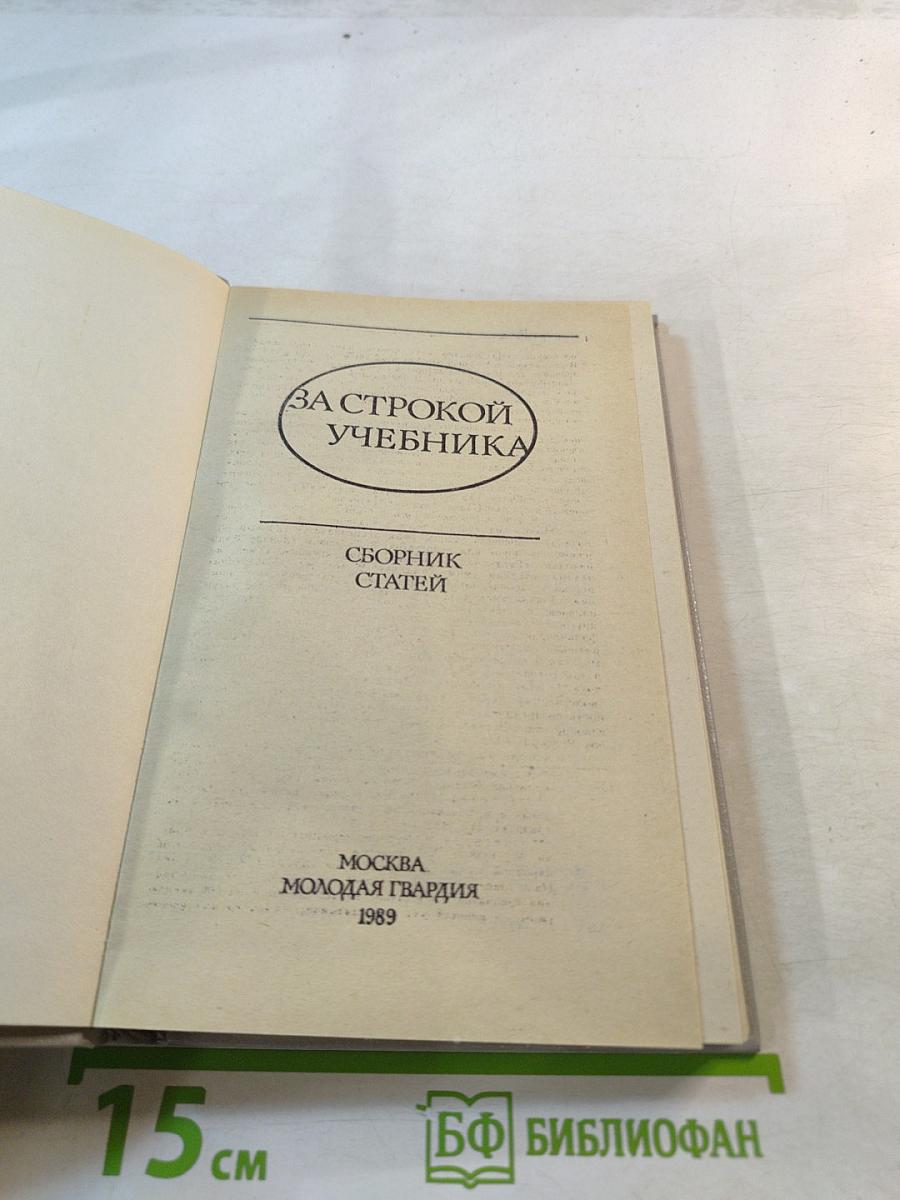 ЗА СТРОКОЙ
УЧЕБНИКА
СБОРНИК
СТАТЕЙ
МОСКВА
МОЛОДАЯ ГВАРДИЯ
1989
15 см
БФ БИБЛИОФАН